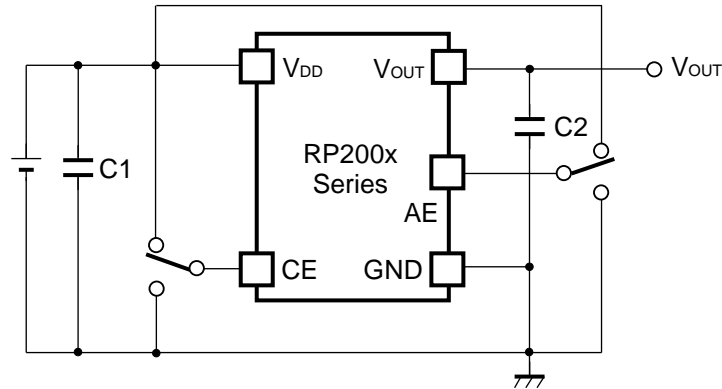 VDD
VOUT
VOUT
C1
C2
RP200x
Series
AE
CE
GND